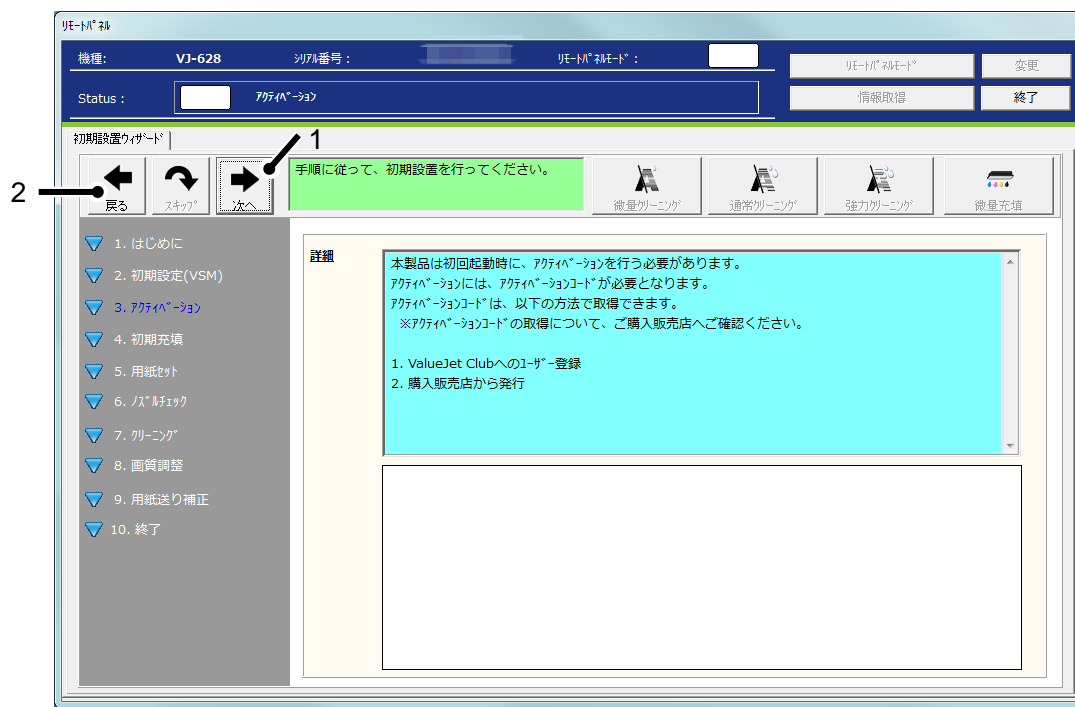 ﾘﾓｰﾄﾊﾟﾈﾙ
機種: VJ-628 ｼﾘｱﾙ番号： ﾘﾓｰﾄﾊﾟﾈﾙﾓｰﾄﾞ： ﾘﾓｰﾄﾊﾟﾈﾙﾓｰﾄﾞ 変更
Status： ｱｸﾃｨﾍﾞｰｼｮﾝ 情報取得 終了
初期設置ｳｨｻﾞｰﾄﾞ
1
2
戻る ｽｷｯﾌﾟ 次へ
手順に従って、初期設置を行ってください。
微量ｸﾘｰﾆﾝｸﾞ 通常ｸﾘｰﾆﾝｸﾞ 強力ｸﾘｰﾆﾝｸﾞ 微量充填
1. はじめに
2. 初期設定(VSM)
3. ｱｸﾃｨﾍﾞｰｼｮﾝ
4. 初期充填
5. 用紙ｾｯﾄ
6. ﾉｽﾞﾙﾁｪｯｸ
7. ｸﾘｰﾆﾝｸﾞ
8. 画質調整
9. 用紙送り補正
10. 終了
詳細
本製品は初回起動時に、ｱｸﾃｨﾍﾞｰｼｮﾝを行う必要があります。
ｱｸﾃｨﾍﾞｰｼｮﾝには、ｱｸﾃｨﾍﾞｰｼｮﾝｺｰﾄﾞが必要となります。
ｱｸﾃｨﾍﾞｰｼｮﾝｺｰﾄﾞは、以下の方法で取得できます。
※ｱｸﾃｨﾍﾞｰｼｮﾝｺｰﾄﾞの取得について、ご購入販売店へご確認ください。
1. ValueJet Clubへのﾕｰｻﾞｰ登録
2. 購入販売店から発行